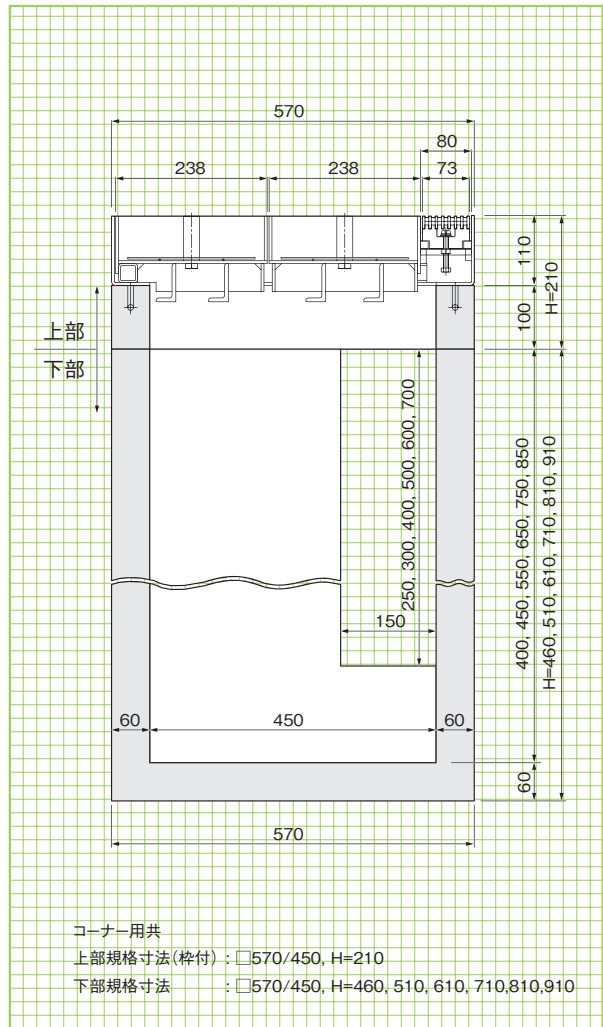 570
80
238
238
73
110
H=210
100
上部
下部
250, 300, 400, 500, 600, 700
400, 450, 550, 650, 750, 850
H=460, 510, 610, 710, 810, 910
150
60
450
60
60
570
コーナー用共
上部規格寸法(枠付) : □570/450, H=210
下部規格寸法 : □570/450, H=460, 510, 610, 710,810,910